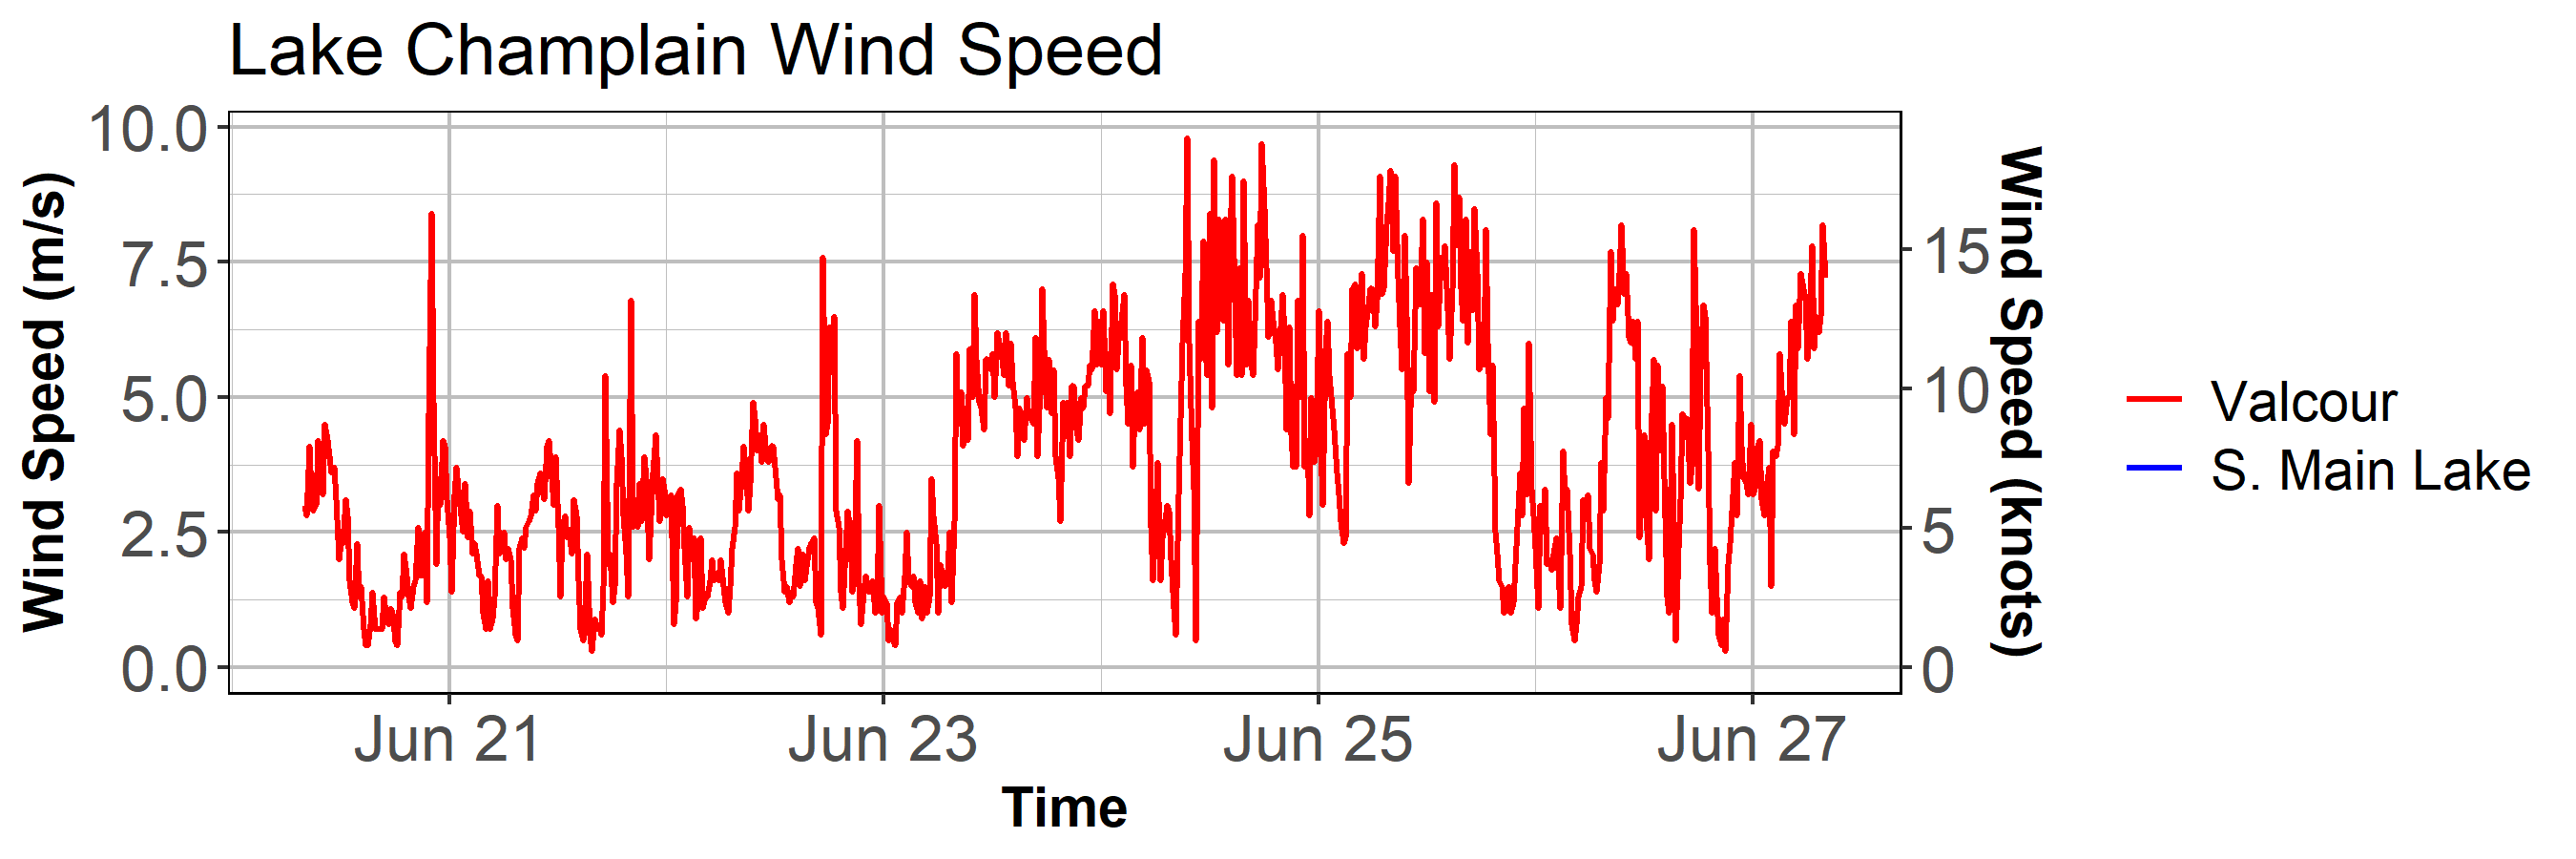 Lake Champlain Wind Speed
10.0
7.5
5.0
2.5
0.0
Wind Speed (m/s)
15
10
5
0
Wind Speed (knots)
Jun 21
Jun 23
Jun 25
Jun 27
Time
Valcour
S. Main Lake